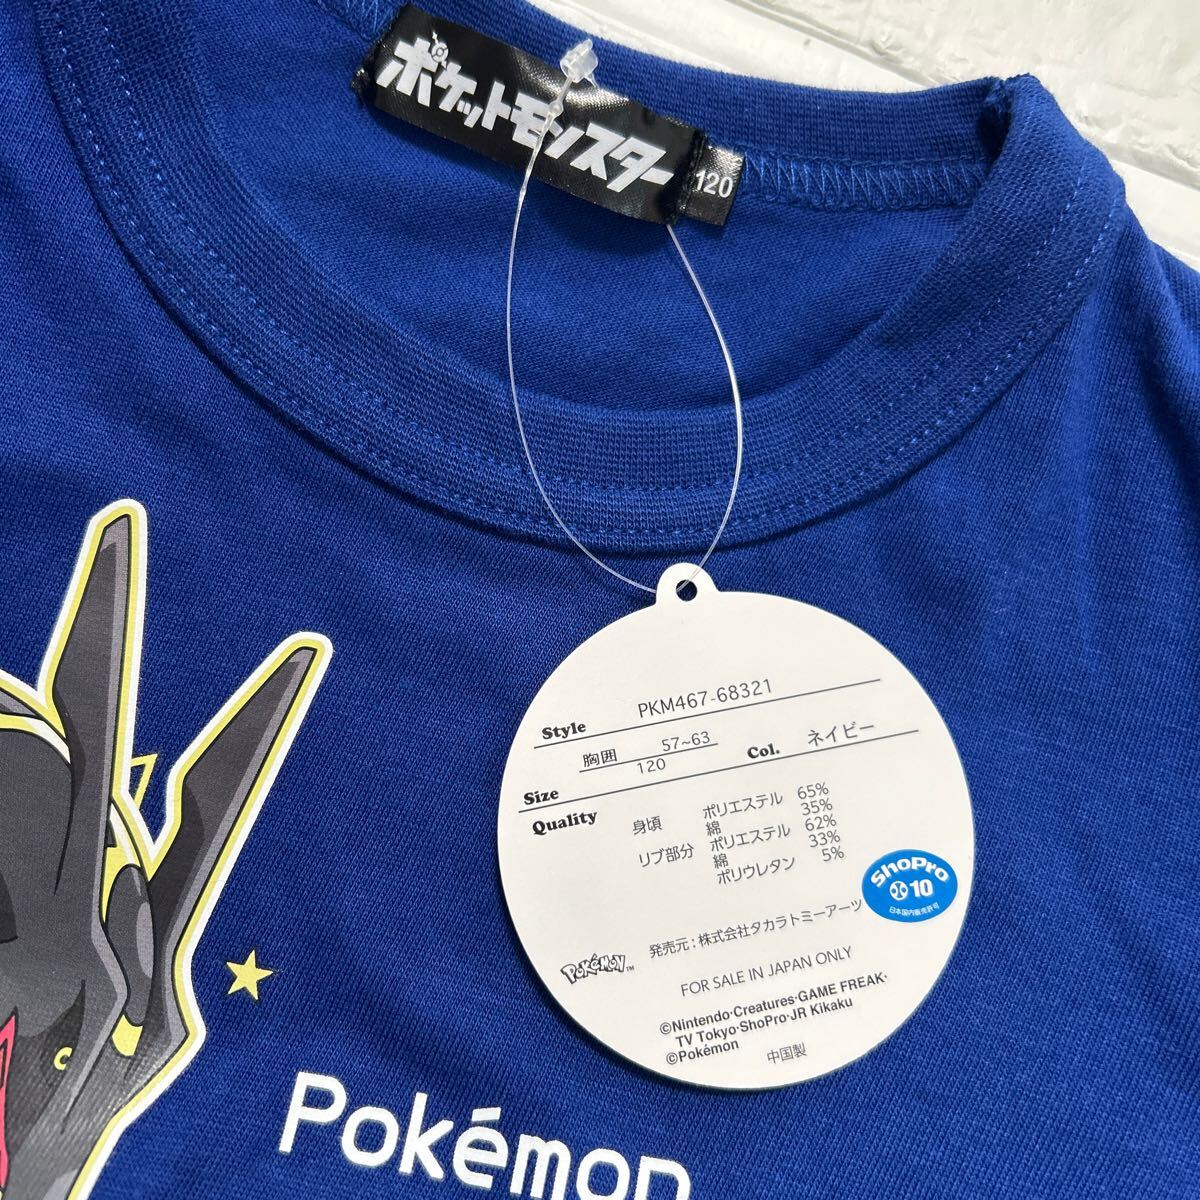 ポケットモンスター
120
Style PKM467-68321
胸囲 57~63
Size 120 Col. ネイビー
Quality 身頃 ポリエステル 65%
綿 35%
リブ部分 ポリエステル 62%
綿 33%
ポリウレタン 5%
ShoPro
10
日本国内販売許可
発売元：株式会社タカラトミーアーツ
POKéMON™
FOR SALE IN JAPAN ONLY
©Nintendo·Creatures·GAME FREAK·
TV Tokyo·ShoPro·JR Kikaku
©Pokémon 中国製
Pokémon